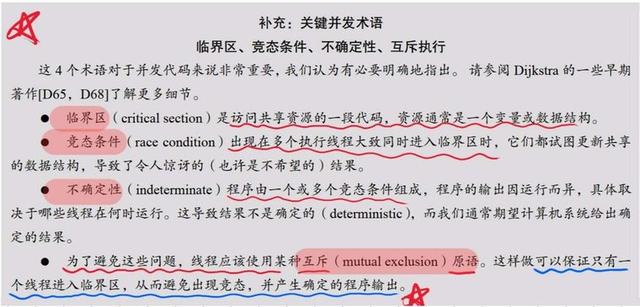 补充：关键并发术语
临界区、竞态条件、不确定性、互斥执行
这 4 个术语对于并发代码来说非常重要，我们认为有必要明确地指出。 请参阅 Dijkstra 的一些早期
著作[D65，D68]了解更多细节。
● 临界区（critical section）是访问共享资源的一段代码，资源通常是一个变量或数据结构。
● 竞态条件（race condition）出现在多个执行线程大致同时进入临界区时，它们都试图更新共享
的数据结构，导致了令人惊讶的（也许是不希望的）结果。
● 不确定性（indeterminate）程序由一个或多个竞态条件组成，程序的输出因运行而异，具体取
决于哪些线程在何时运行。这导致结果不是确定的（deterministic），而我们通常期望计算机系统给出确
定的结果。
● 为了避免这些问题，线程应该使用某种互斥（mutual exclusion）原语。这样做可以保证只有一
个线程进入临界区，从而避免出现竞态，并产生确定的程序输出。